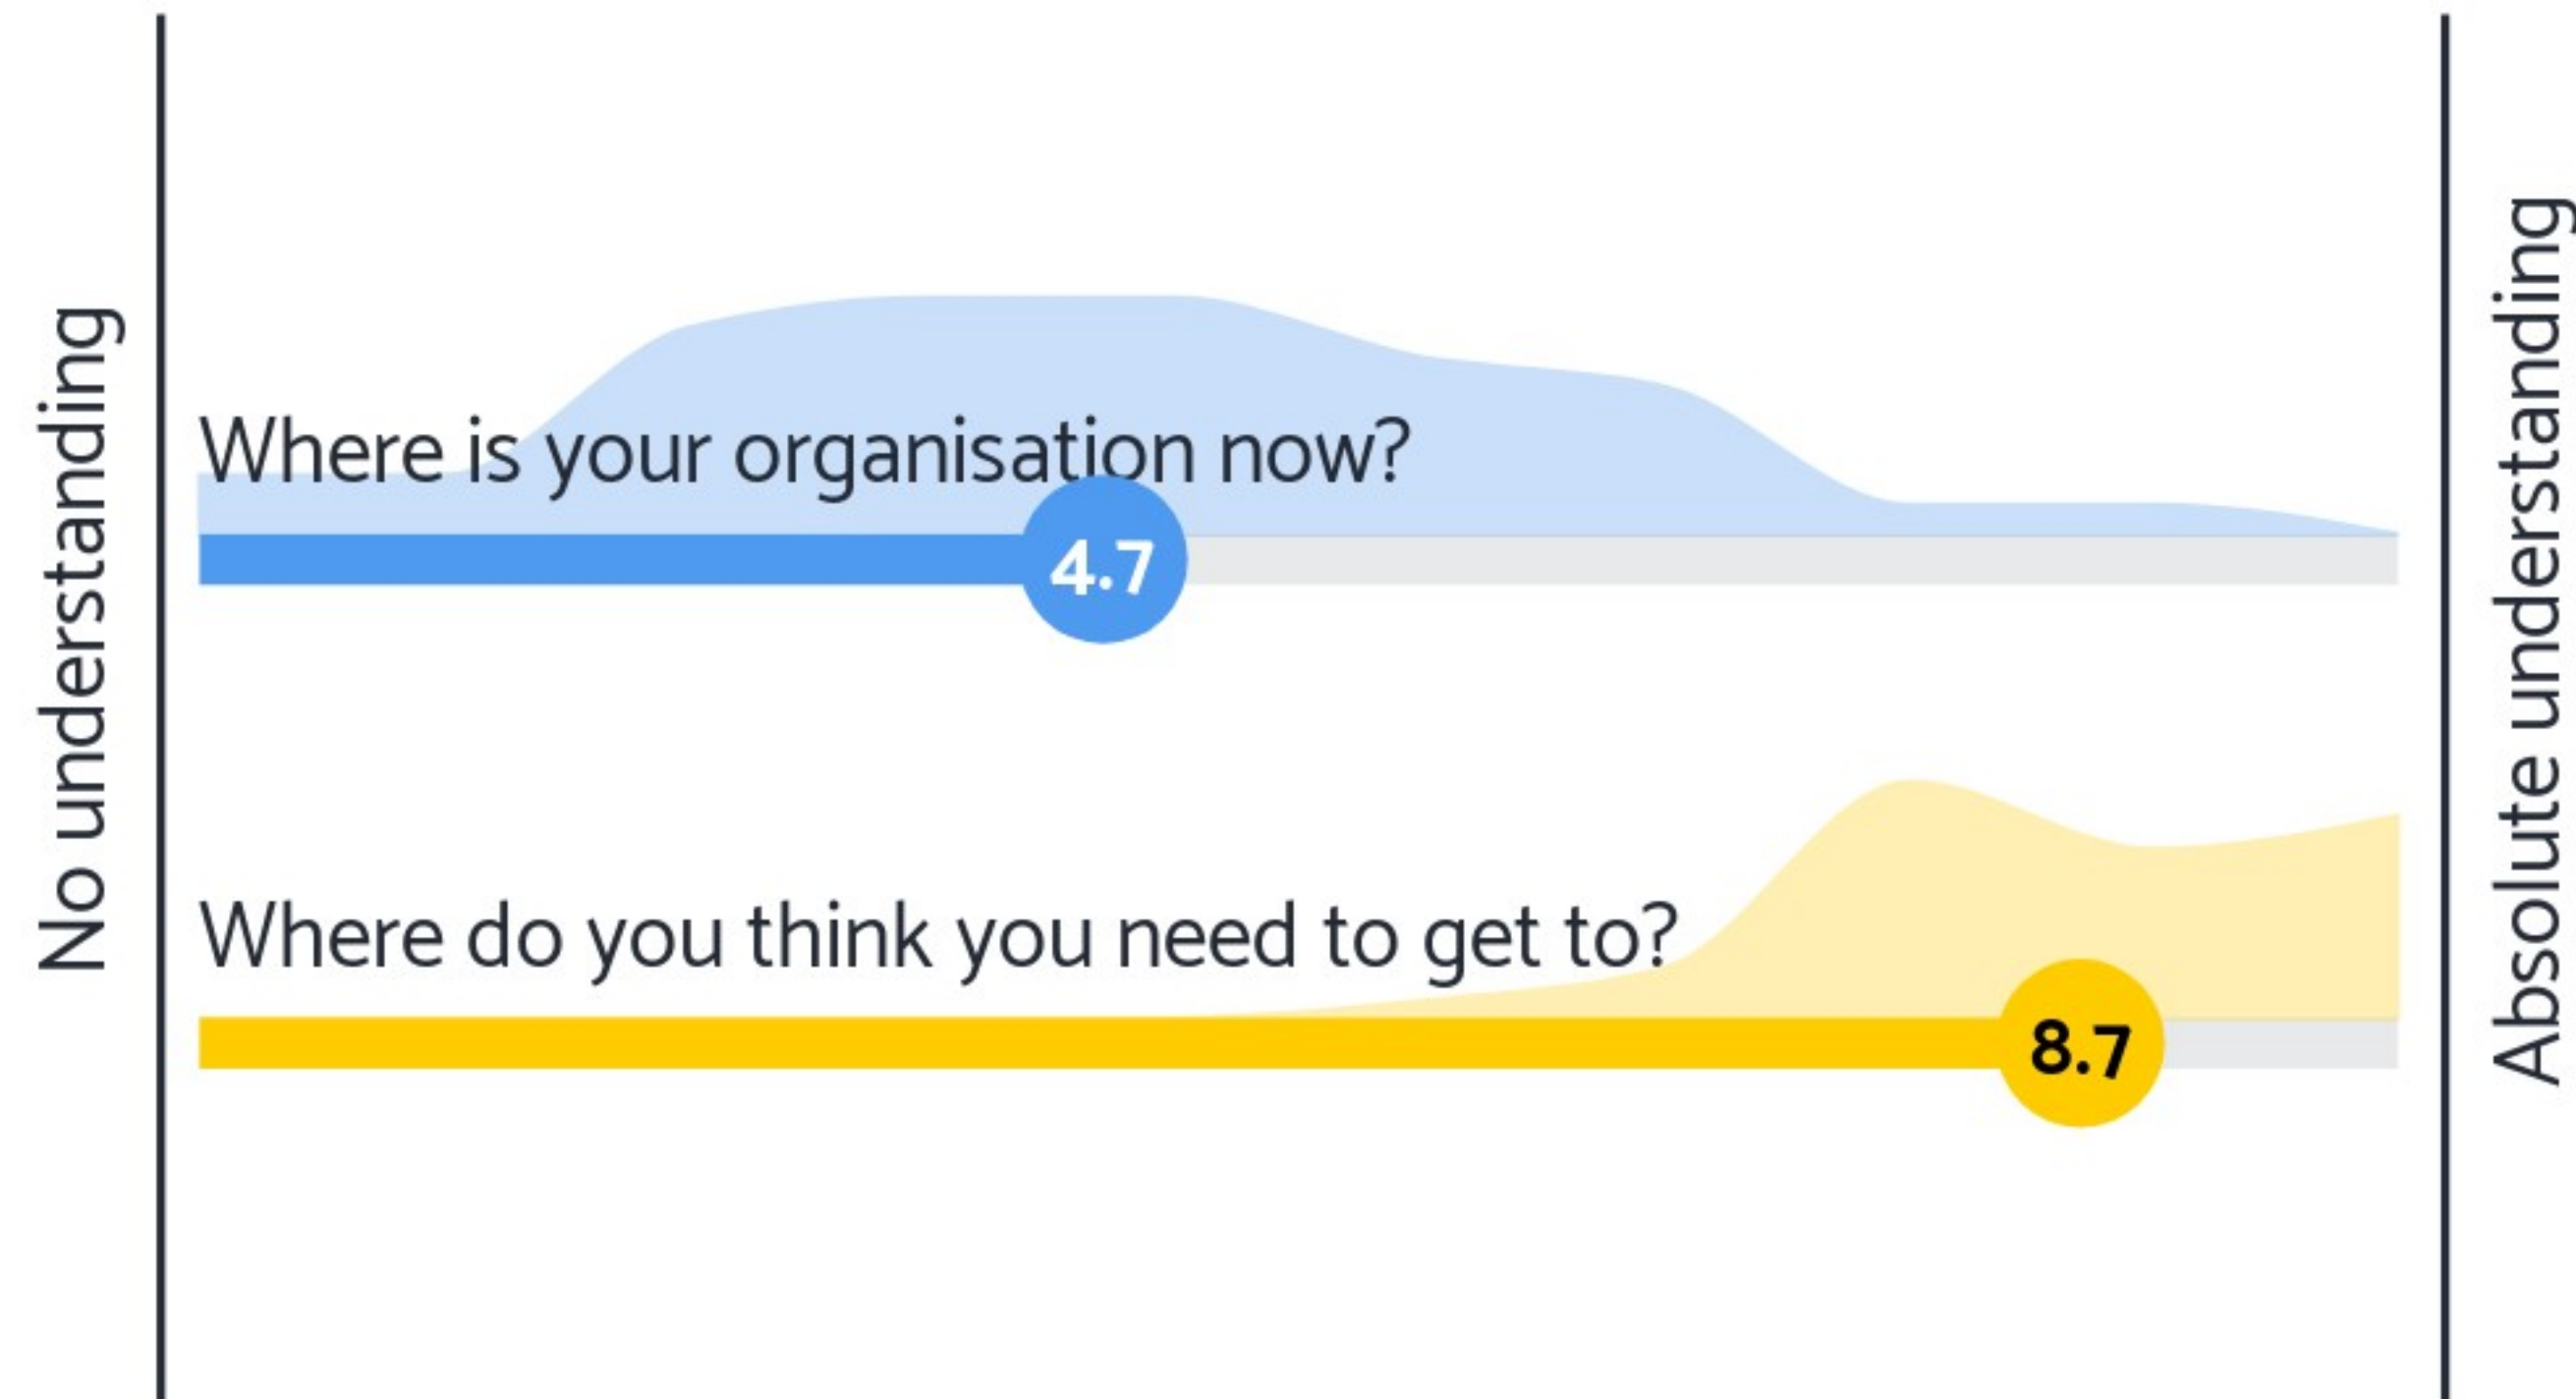 No understanding
Where is your organisation now?
4.7
Where do you think you need to get to?
8.7
Absolute understanding